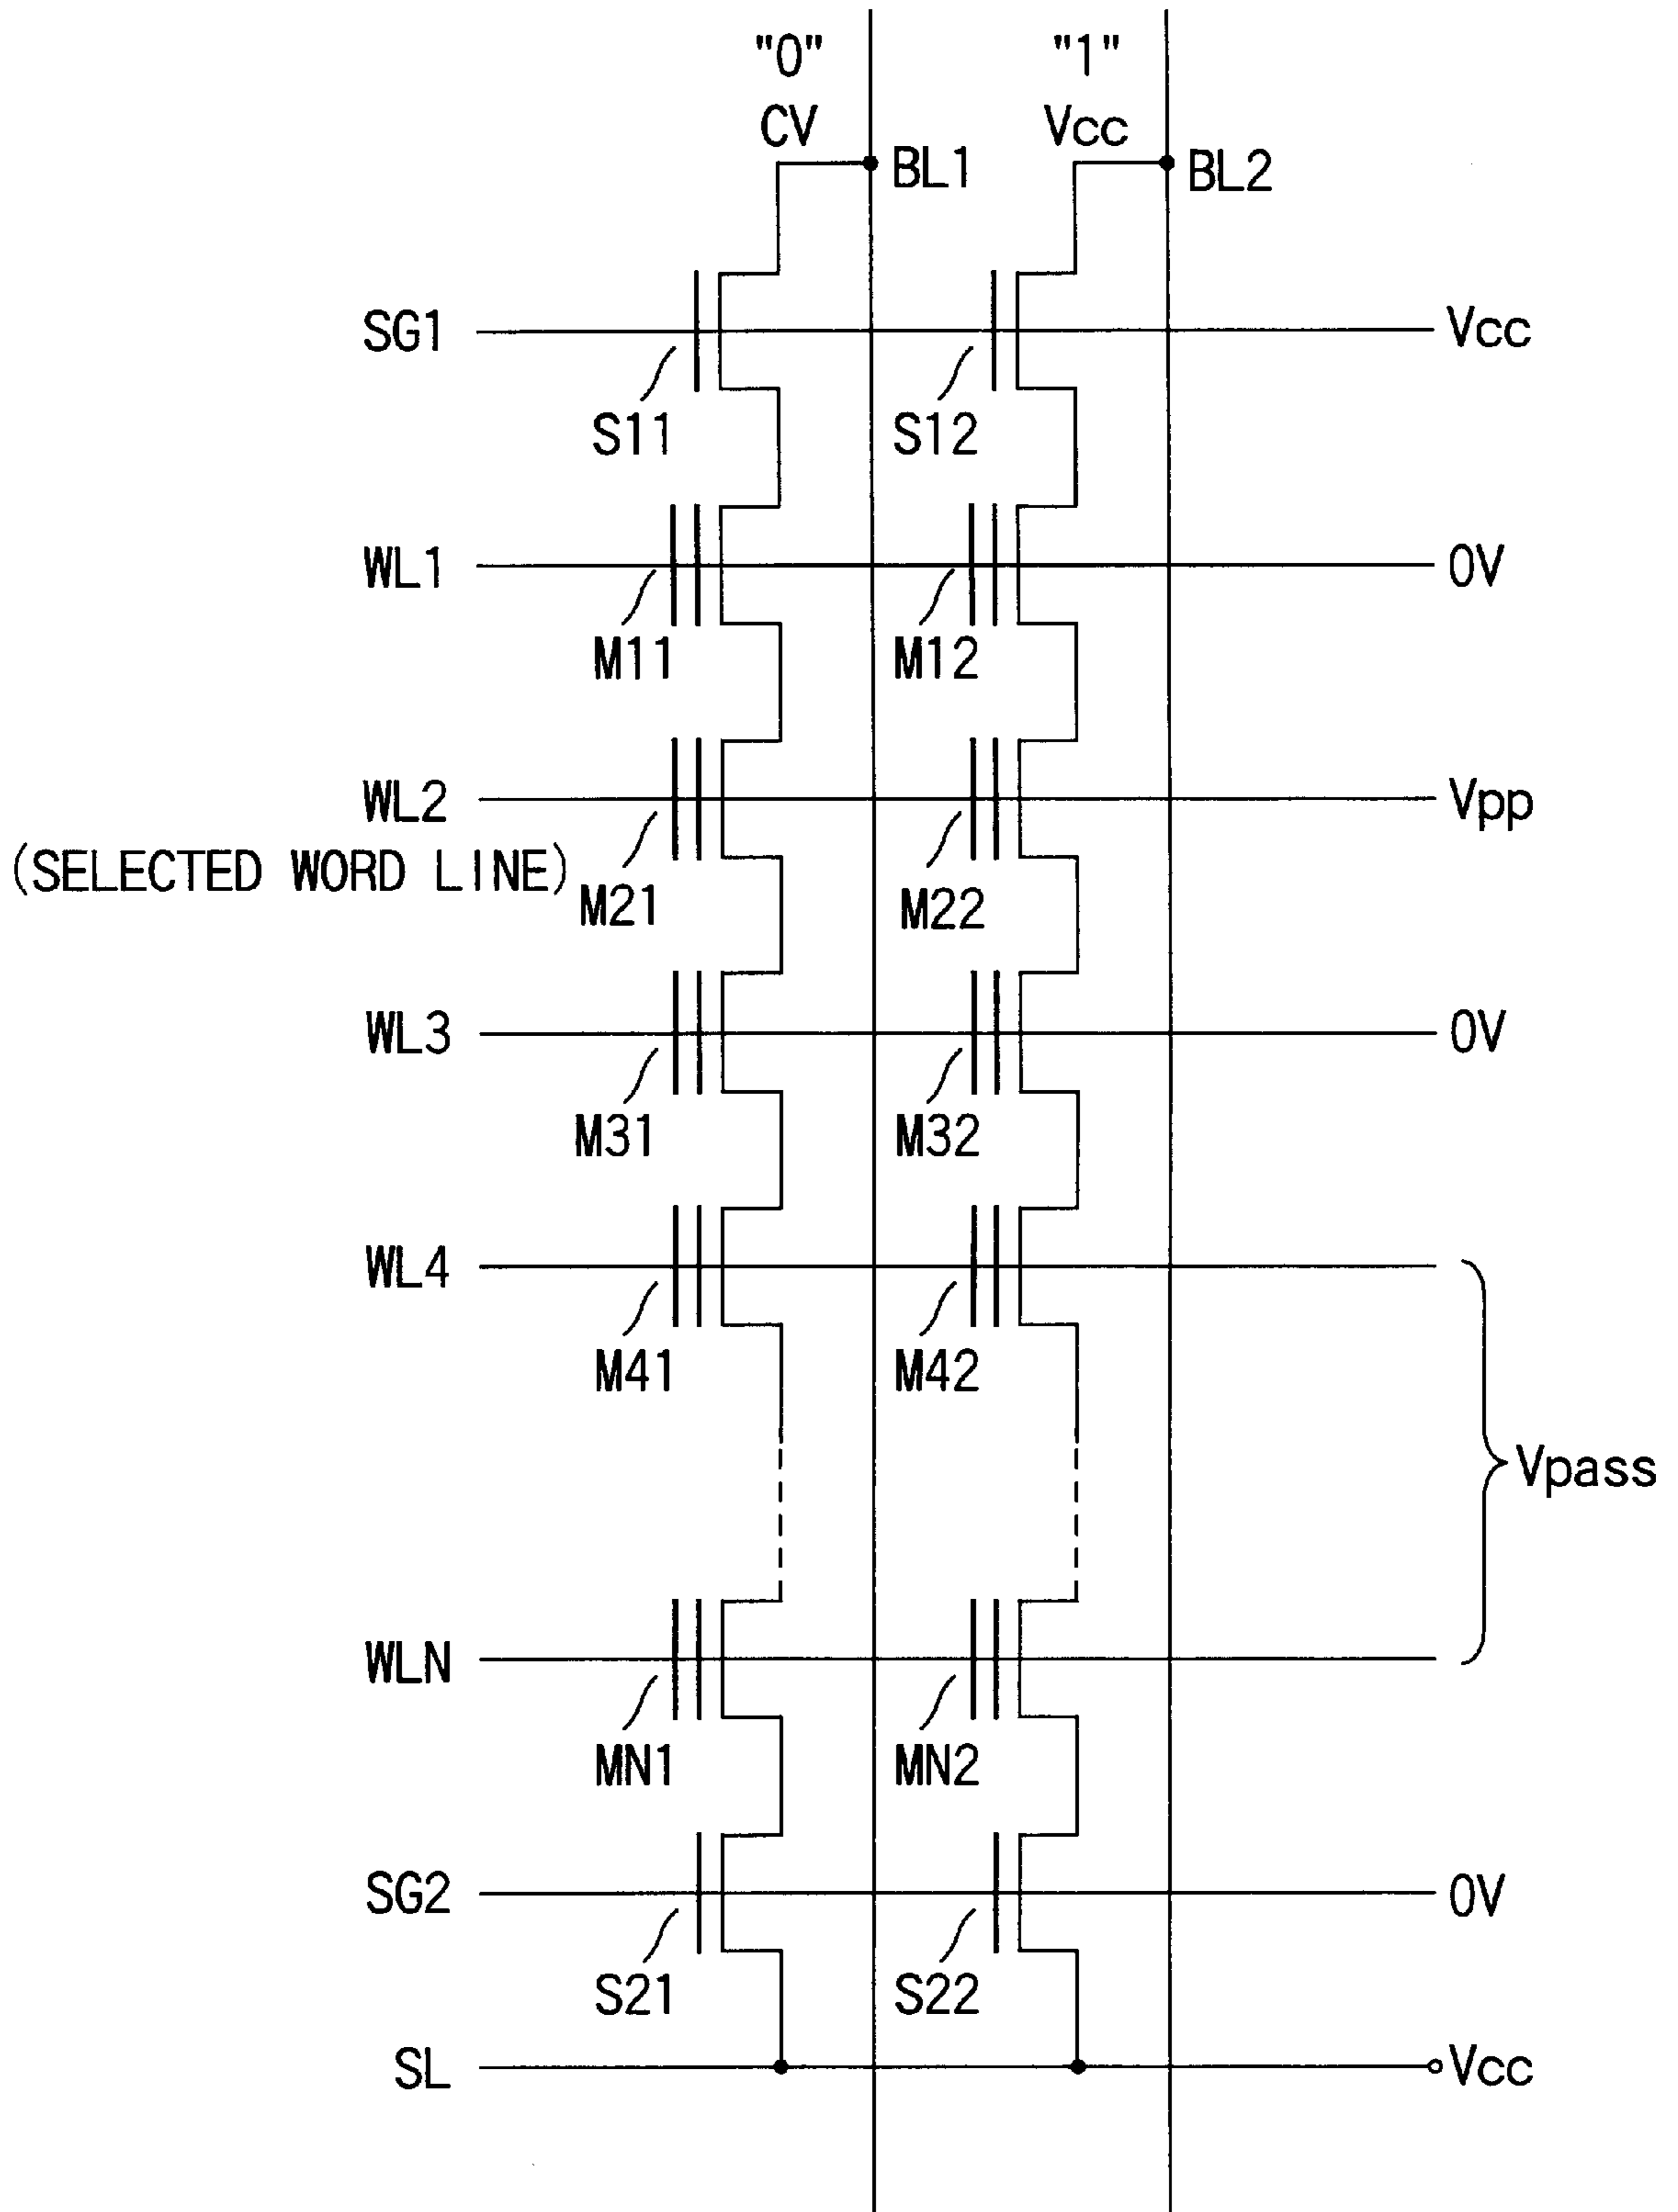 "0" "1"
CV Vcc
BL1 BL2
SG1 Vcc
S11 S12
WL1 0V
M11 M12
WL2 Vpp
(SELECTED WORD LINE)
M21 M22
WL3 0V
M31 M32
WL4
M41 M42
Vpass
WLN
MN1 MN2
SG2 0V
S21 S22
SL Vcc